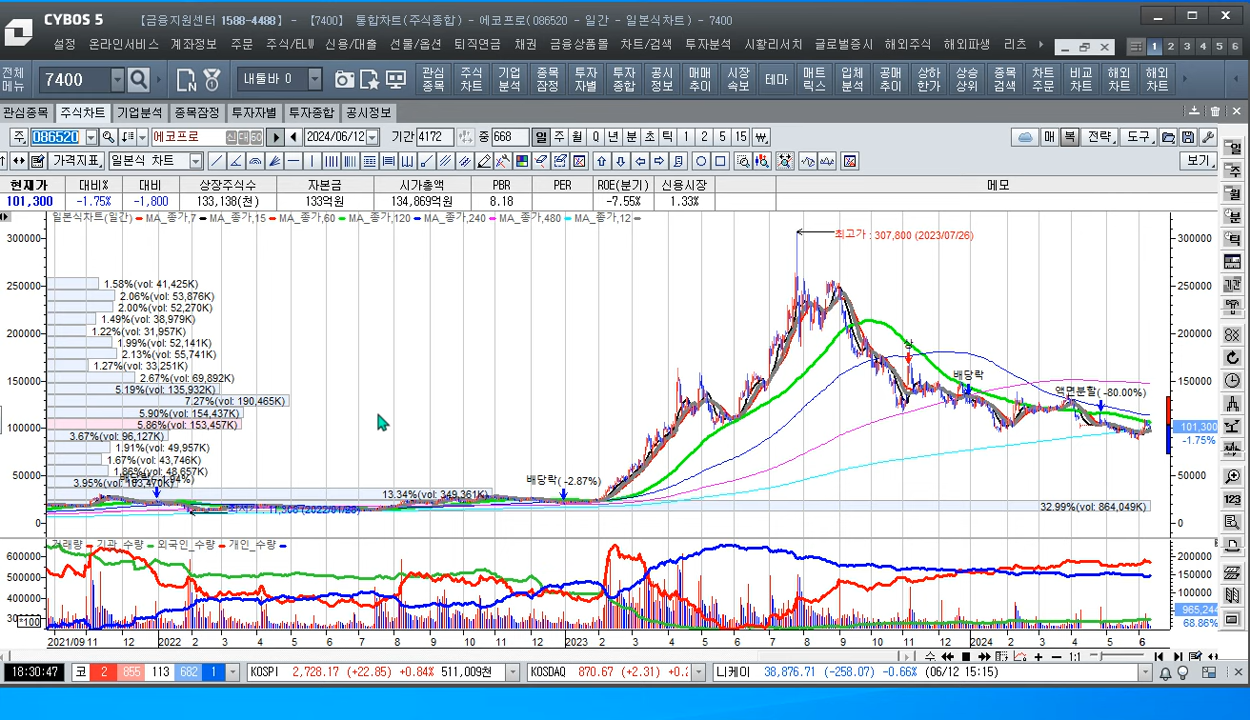 CYBOS 5 【금융지원센터 1588-4488】 - 【7400】 통합차트(주식종합) - 에코프로(086520 - 일간 - 일본식차트) - 7400
설정 온라인서비스 계좌정보 주문 주식/ELW 신용/대출 선물/옵션 퇴직연금 채권 금융상품몰 차트/검색 투자분석 시황리서치 글로벌증시 해외주식 해외파생 리츠 1 2 3 4 5 6
전체메뉴 7400 내툴바 0 관심종목 주식차트 기업분석 종목잠정 투자자별 투자종합 공시정보 매매추이 시장속보 테마 매트릭스 입체분석 공매추이 상하한가 상승상위 종목검색 차트주문 비교차트 해외차트 해외차트
관심종목 주식차트 기업분석 종목잠정 투자자별 투자종합 공시정보
주 086520 에코프로 신대60 2024/06/12 기간 4172 중 668 일 주 월 Q 년 분 초 틱 1 2 5 15 매 복 전략 도구
가격지표 일본식 차트 보기
현재가 대비% 대비 상장주식수 자본금 시가총액 PBR PER ROE(분기) 신용시장 메모
101,300 -1.75% -1,800 133,138(천) 133억원 134,869억원 8.18 -7.55% 1.33%
일본식차트(일간) MA_종가,7 MA_종가,15 MA_종가,60 MA_종가,120 MA_종가,240 MA_종가,480 MA_종가,12
최고가 : 307,800 (2023/07/26)
300000 300000
250000 250000
200000 200000
150000 150000
100000
50000 50000
0 0
1.58%(vol: 41,425K)
2.06%(vol: 53,876K)
2.00%(vol: 52,270K)
1.49%(vol: 38,979K)
1.22%(vol: 31,957K)
1.99%(vol: 52,141K)
2.13%(vol: 55,741K)
1.27%(vol: 33,251K)
2.67%(vol: 69,892K)
5.19%(vol: 135,932K)
7.27%(vol: 190,465K)
5.90%(vol: 154,437K)
5.86%(vol: 153,457K)
3.67%(vol: 96,127K)
1.91%(vol: 49,957K)
1.67%(vol: 43,746K)
1.86%(vol: 48,657K)
3.95%(vol: 103,470K)
13.34%(vol: 349,361K)
32.99%(vol: 864,049K)
배당락( -2.87%)
배당락
액면분할( -80.00%)
101,300
-1.75%
거래량 기관_수량 외국인_수량 개인_수량
600000 200000
500000 150000
400000 100000
*100
965,244
68.86%
2021/09 11 12 2022 3 4 5 6 7 8 9 10 11 12 2023 2 4 5 6 7 8 9 10 11 12 2024 2 3 4 5 6
1:1
18:30:47 코 2 855 113 682 1 KOSPI 2,728.17 (+22.85) +0.84% 511,009천 KOSDAQ 870.67 (+2.31) 니케이 38,876.71 (-258.07) -0.66% (06/12 15:15)